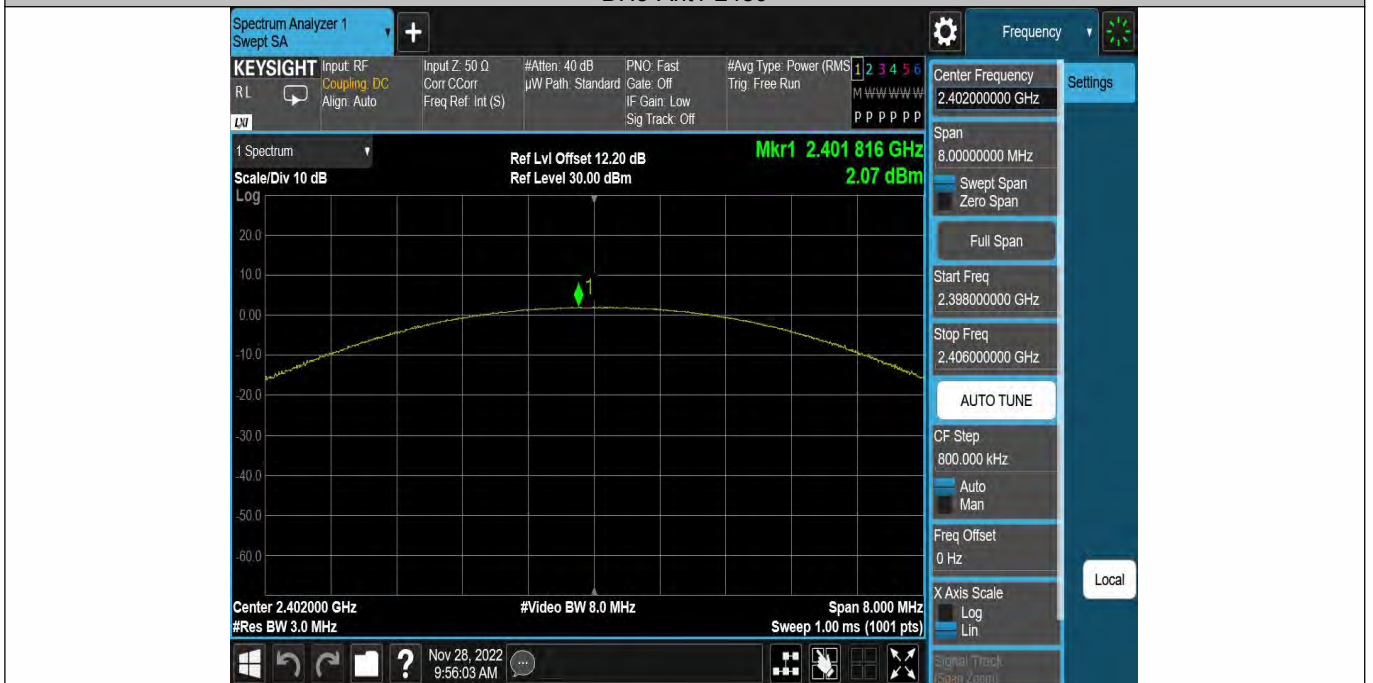 Spectrum Analyzer 1
Swept SA
+
Frequency
KEYSIGHT
RL
LXI
Input: RF
Coupling: DC
Align: Auto
Input Z: 50 Ω
Corr CCorr
Freq Ref: Int (S)
#Atten: 40 dB
µW Path: Standard
PNO: Fast
Gate: Off
IF Gain: Low
Sig Track: Off
#Avg Type: Power (RMS
Trig: Free Run
1 2 3 4 5 6
M W W W W W
P P P P P P
1 Spectrum
Scale/Div 10 dB
Ref Lvl Offset 12.20 dB
Ref Level 30.00 dBm
Mkr1 2.401 816 GHz
2.07 dBm
Log
20.0
10.0
0.00
-10.0
-20.0
-30.0
-40.0
-50.0
-60.0
1
Center 2.402000 GHz
#Res BW 3.0 MHz
#Video BW 8.0 MHz
Span 8.000 MHz
Sweep 1.00 ms (1001 pts)
Center Frequency
2.402000000 GHz
Settings
Span
8.00000000 MHz
Swept Span
Zero Span
Full Span
Start Freq
2.398000000 GHz
Stop Freq
2.406000000 GHz
AUTO TUNE
CF Step
800.000 kHz
Auto
Man
Freq Offset
0 Hz
X Axis Scale
Log
Lin
Signal Track
(Span Zoom)
Local
?
Nov 28, 2022
9:56:03 AM